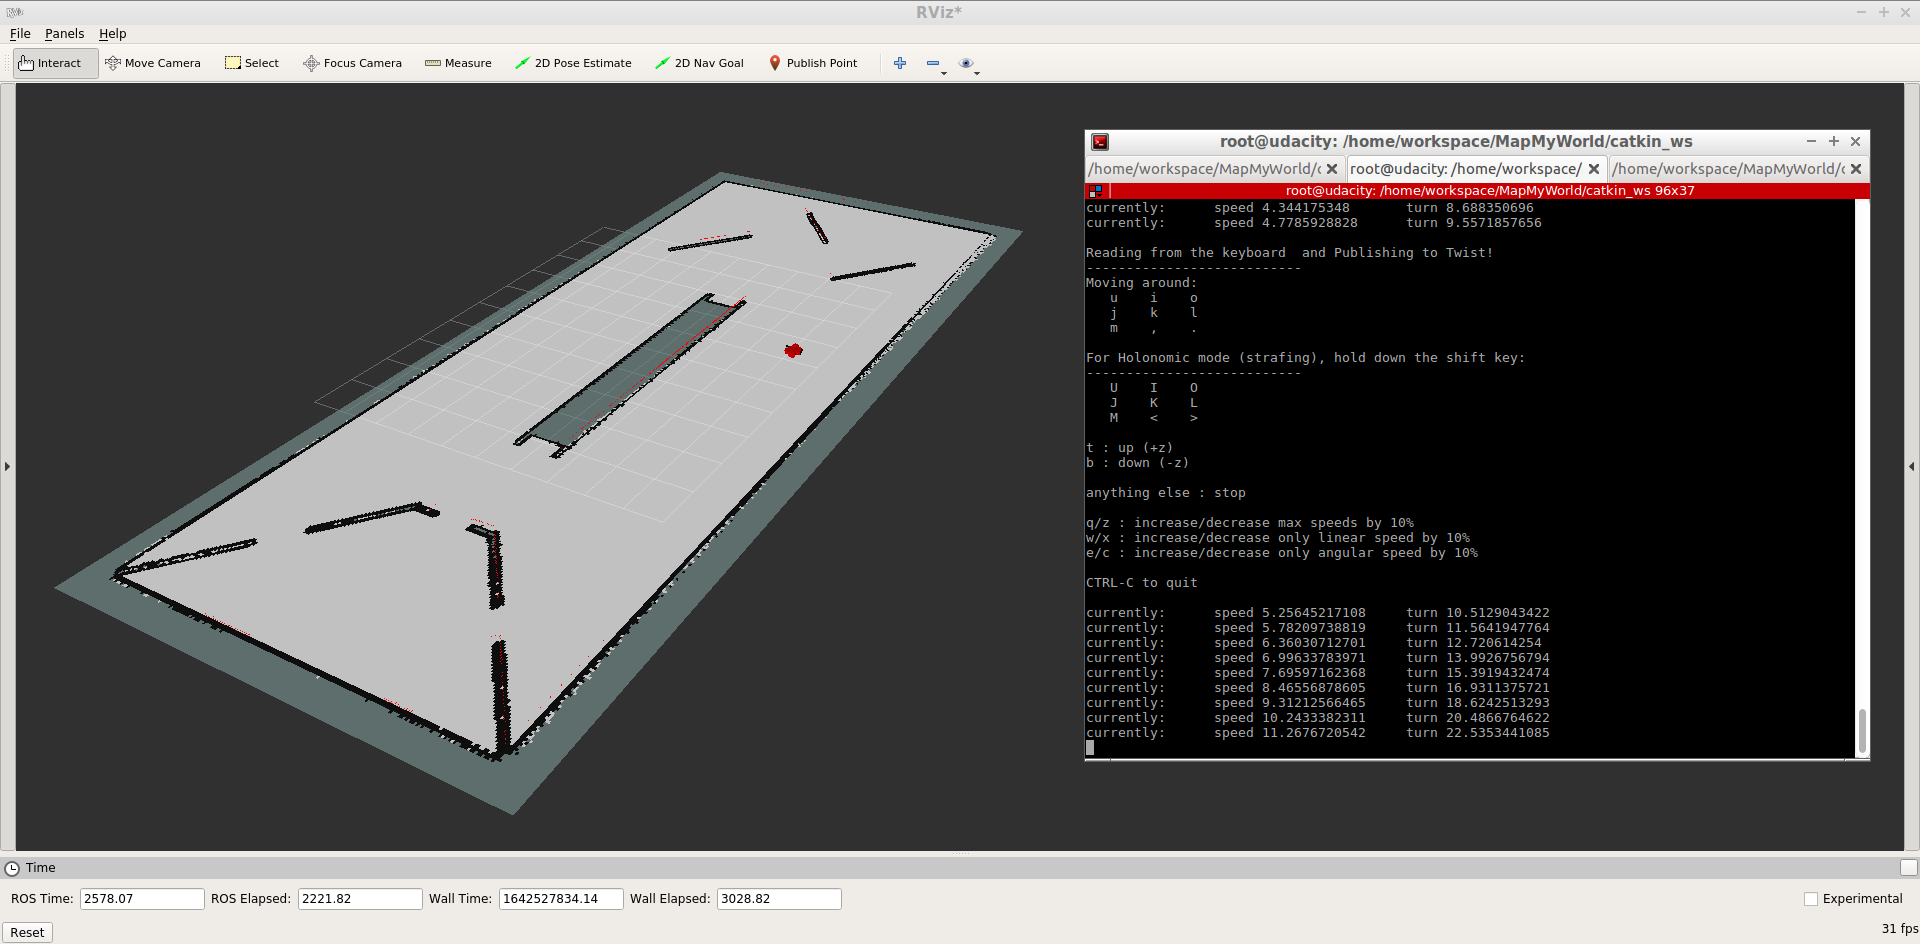 RViz*
File Panels Help
Interact Move Camera Select Focus Camera Measure 2D Pose Estimate 2D Nav Goal Publish Point
root@udacity: /home/workspace/MapMyWorld/catkin_ws
/home/workspace/MapMyWorld/c root@udacity: /home/workspace/ /home/workspace/MapMyWorld/c
root@udacity: /home/workspace/MapMyWorld/catkin_ws 96x37
currently: speed 4.344175348 turn 8.688350696
currently: speed 4.7785928828 turn 9.5571857656
Reading from the keyboard and Publishing to Twist!
---------------------------
Moving around:
u i o
j k l
m , .
For Holonomic mode (strafing), hold down the shift key:
---------------------------
U I O
J K L
M < >
t : up (+z)
b : down (-z)
anything else : stop
q/z : increase/decrease max speeds by 10%
w/x : increase/decrease only linear speed by 10%
e/c : increase/decrease only angular speed by 10%
CTRL-C to quit
currently: speed 5.25645217108 turn 10.5129043422
currently: speed 5.78209738819 turn 11.5641947764
currently: speed 6.36030712701 turn 12.720614254
currently: speed 6.99633783971 turn 13.9926756794
currently: speed 7.69597162368 turn 15.3919432474
currently: speed 8.46556878605 turn 16.9311375721
currently: speed 9.31212566465 turn 18.6242513293
currently: speed 10.2433382311 turn 20.4866764622
currently: speed 11.2676720542 turn 22.5353441085
Time
ROS Time: 2578.07 ROS Elapsed: 2221.82 Wall Time: 1642527834.14 Wall Elapsed: 3028.82 Experimental
Reset 31 fps